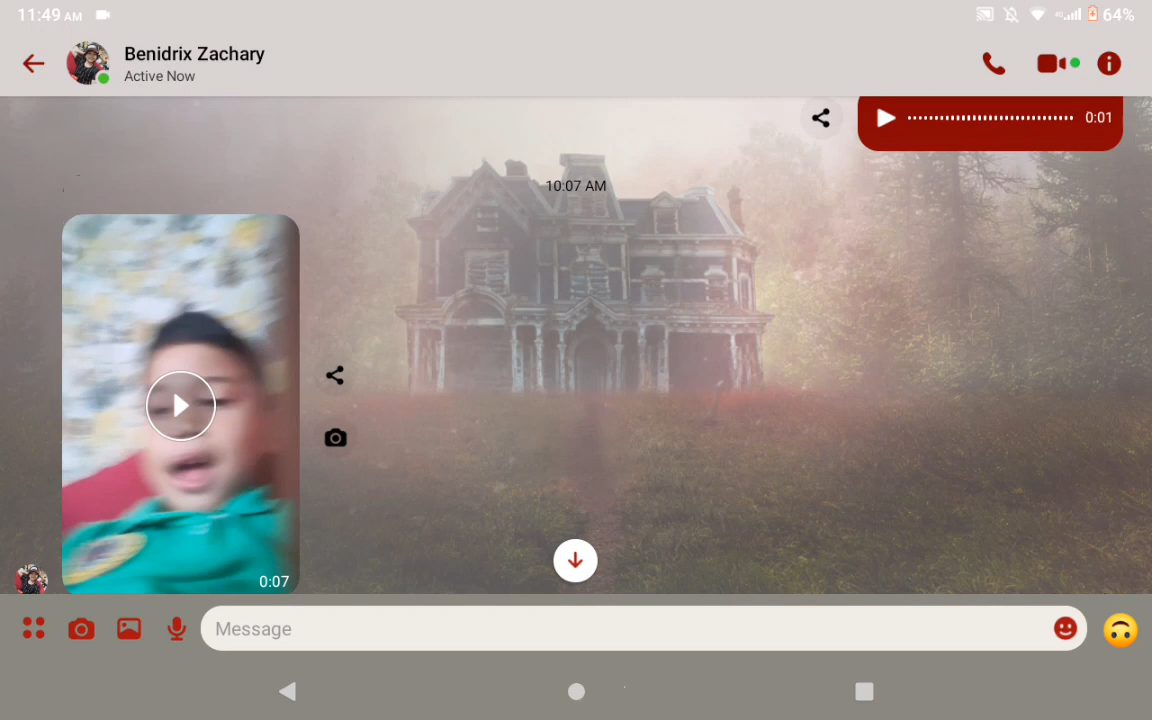 11:49 AM
64%
Benidrix Zachary
Active Now
0:01
10:07 AM
0:07
Message